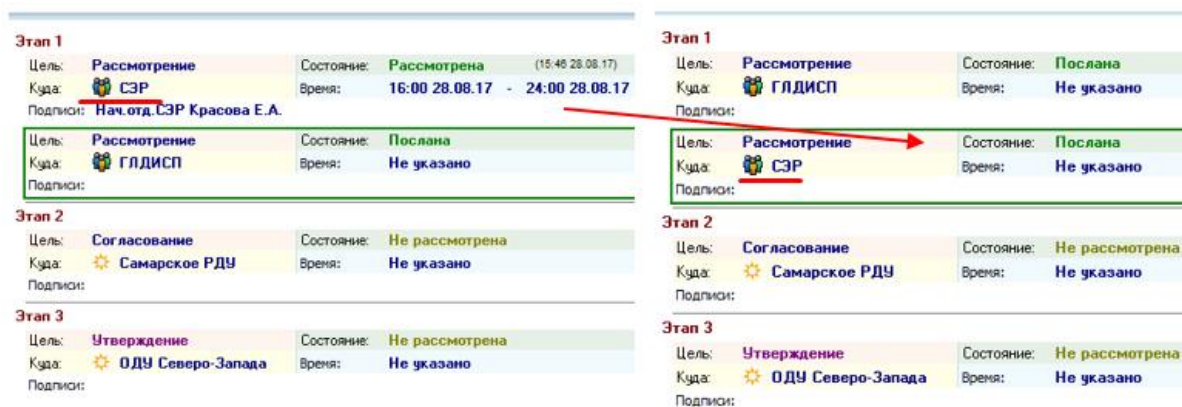 Этап 1
Цель: Рассмотрение Состояние: Рассмотрена (15:46 28.08.17)
Куда: СЭР Время: 16:00 28.08.17 - 24:00 28.08.17
Подписи: Нач.отд.СЭР Красова Е.А.
Цель: Рассмотрение Состояние: Послана
Куда: ГЛДИСП Время: Не указано
Подписи:
Этап 2
Цель: Согласование Состояние: Не рассмотрена
Куда: Самарское РДУ Время: Не указано
Подписи:
Этап 3
Цель: Утверждение Состояние: Не рассмотрена
Куда: ОДУ Северо-Запада Время: Не указано
Подписи:
Этап 1
Цель: Рассмотрение Состояние: Послана
Куда: ГЛДИСП Время: Не указано
Подписи:
Цель: Рассмотрение Состояние: Послана
Куда: СЭР Время: Не указано
Подписи:
Этап 2
Цель: Согласование Состояние: Не рассмотрена
Куда: Самарское РДУ Время: Не указано
Подписи:
Этап 3
Цель: Утверждение Состояние: Не рассмотрена
Куда: ОДУ Северо-Запада Время: Не указано
Подписи: